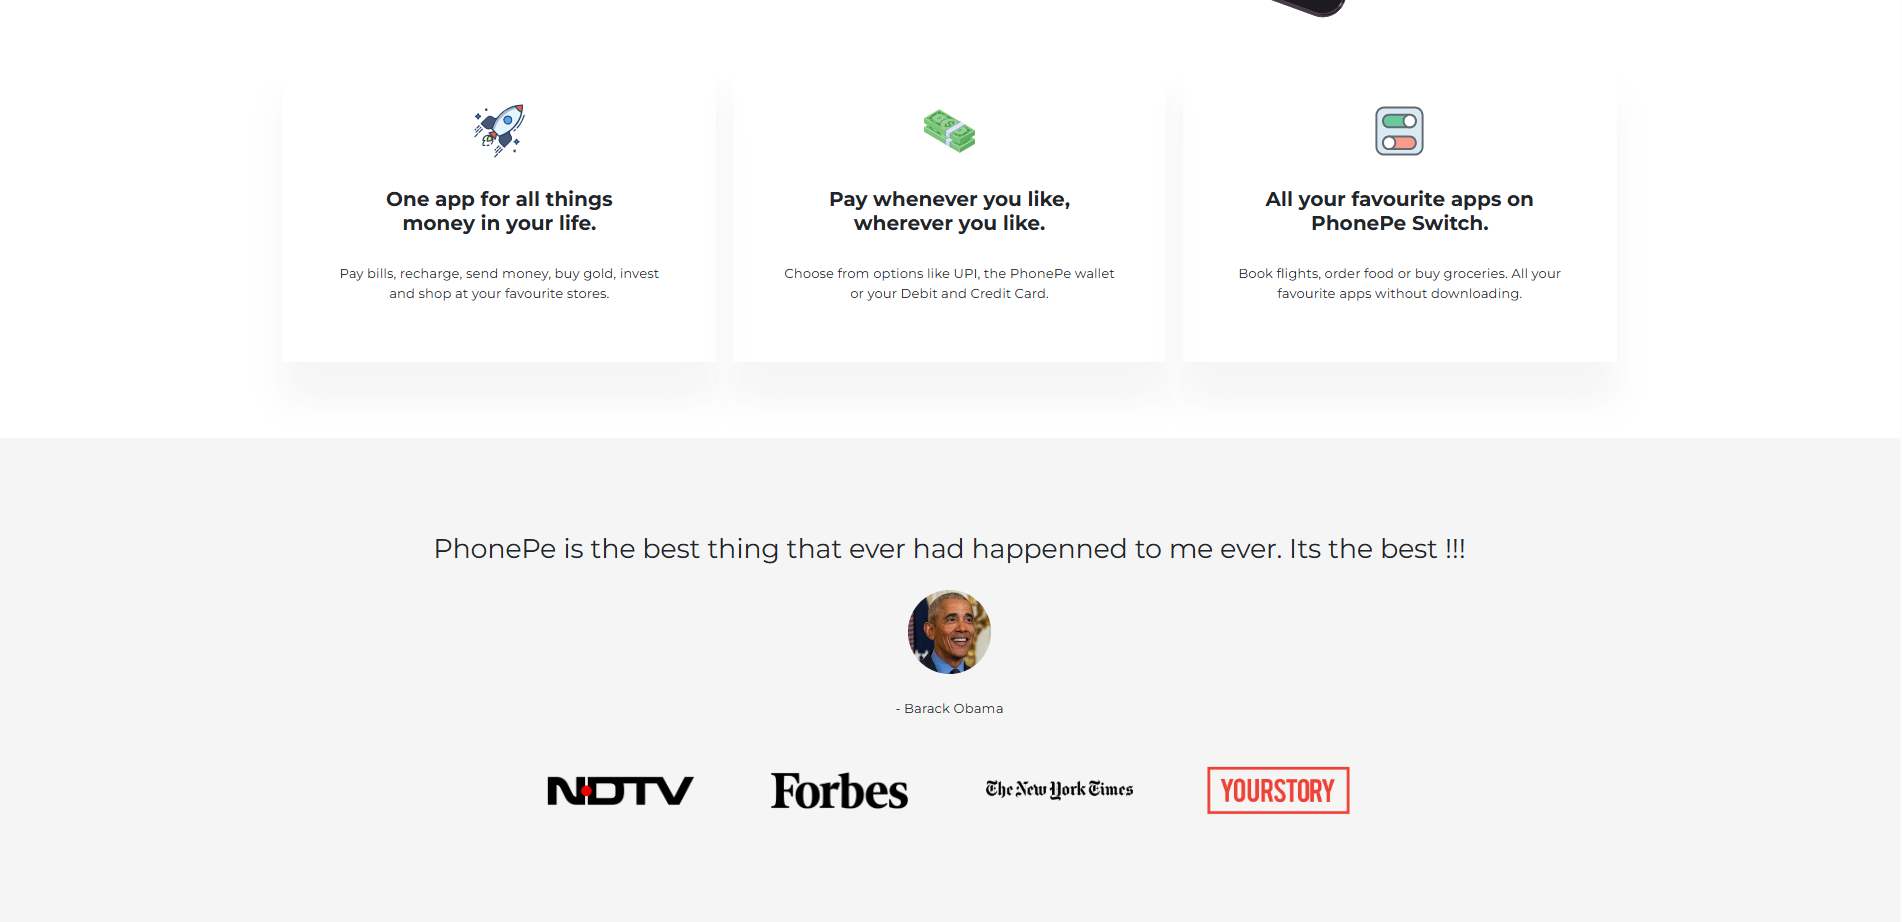 One app for all things
money in your life.
Pay bills, recharge, send money, buy gold, invest
and shop at your favourite stores.
Pay whenever you like,
wherever you like.
Choose from options like UPI, the PhonePe wallet
or your Debit and Credit Card.
All your favourite apps on
PhonePe Switch.
Book flights, order food or buy groceries. All your
favourite apps without downloading.
PhonePe is the best thing that ever had happenned to me ever. Its the best !!!
- Barack Obama
NDTV
Forbes
The New York Times
YOURSTORY